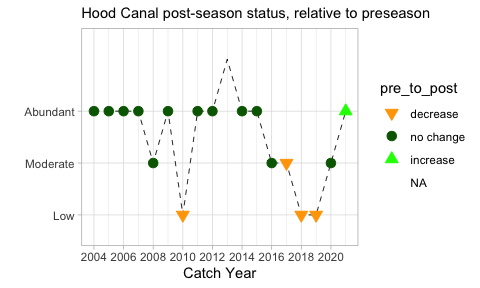 Hood Canal post-season status, relative to preseason
Abundant
Moderate
Low
2004 2006 2008 2010 2012 2014 2016 2018 2020
Catch Year
pre_to_post
decrease
no change
increase
NA